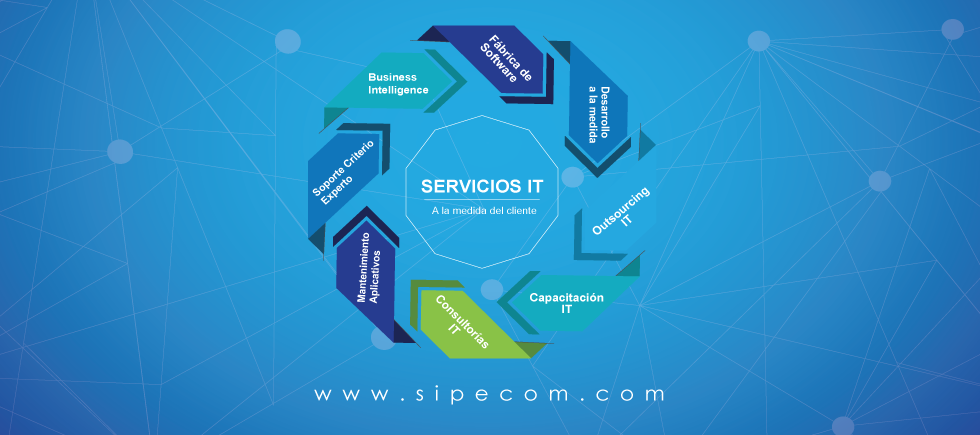 Fábrica de
Software
Desarrollo
a la medida
Outsourcing
IT
Capacitación
IT
Consultorías
IT
Mantenimiento
Aplicativos
Soporte Criterio
Experto
Business
Intelligence
SERVICIOS IT
A la medida del cliente
www.sipecom.com